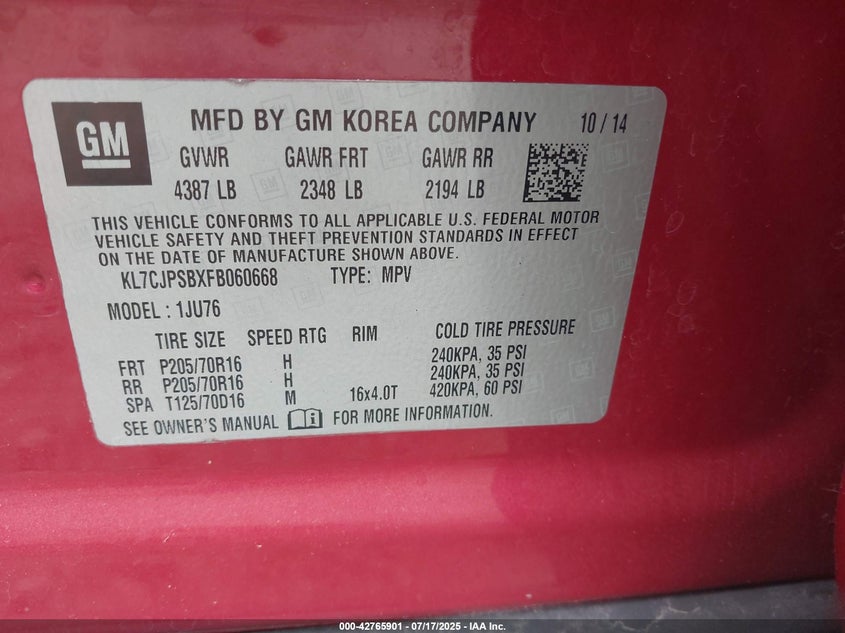 GM MFD BY GM KOREA COMPANY 10 / 14
GVWR GAWR FRT GAWR RR
4387 LB 2348 LB 2194 LB
THIS VEHICLE CONFORMS TO ALL APPLICABLE U.S. FEDERAL MOTOR
VEHICLE SAFETY AND THEFT PREVENTION STANDARDS IN EFFECT
ON THE DATE OF MANUFACTURE SHOWN ABOVE.
KL7CJPSBXFB060668 TYPE: MPV
MODEL : 1JU76
TIRE SIZE SPEED RTG RIM COLD TIRE PRESSURE
FRT P205/70R16 H 240KPA, 35 PSI
RR P205/70R16 H 240KPA, 35 PSI
SPA T125/70D16 M 16x4.0T 420KPA, 60 PSI
SEE OWNER'S MANUAL i FOR MORE INFORMATION.
000-42765901 - 07/17/2025 - IAA Inc.